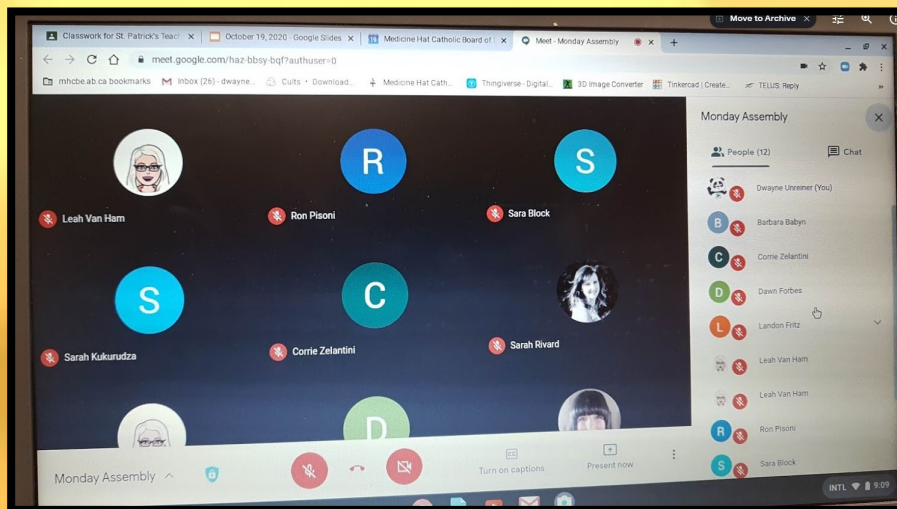 Move to Archive ×
Classwork for St. Patrick's Teach × October 19, 2020 - Google Slides × Medicine Hat Catholic Board of × Meet - Monday Assembly × +
meet.google.com/haz-bbsy-bqf?authuser=0
mhcbe.ab.ca bookmarks Inbox (26) - dwayne... Cults • Download... Medicine Hat Cath... Thingiverse - Digital... 3D Image Converter Tinkercad | Create... TELUS: Reply »
Monday Assembly ×
People (12) Chat
R
S
Leah Van Ham
Ron Pisoni
Sara Block
S
C
Sarah Kukurudza
Corrie Zelantini
Sarah Rivard
D
Dwayne Unreiner (You)
B Barbara Babyn
C Corrie Zelantini
D Dawn Forbes
L Landon Fritz
Leah Van Ham
Leah Van Ham
R Ron Pisoni
S Sara Block
Monday Assembly
CC
Turn on captions
Present now
INTL 9:09